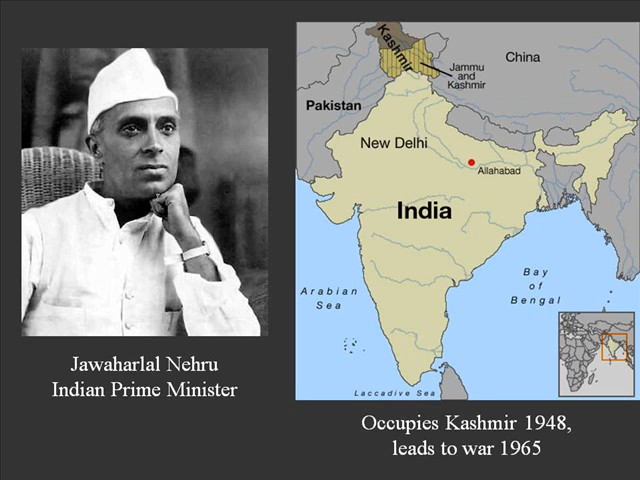 Jawaharlal Nehru
Indian Prime Minister
Kashmir
China
Jammu
and
Kashmir
Pakistan
New Delhi
Allahabad
India
Arabian
Sea
Bay
of
Bengal
Laccadive Sea
Occupies Kashmir 1948,
leads to war 1965